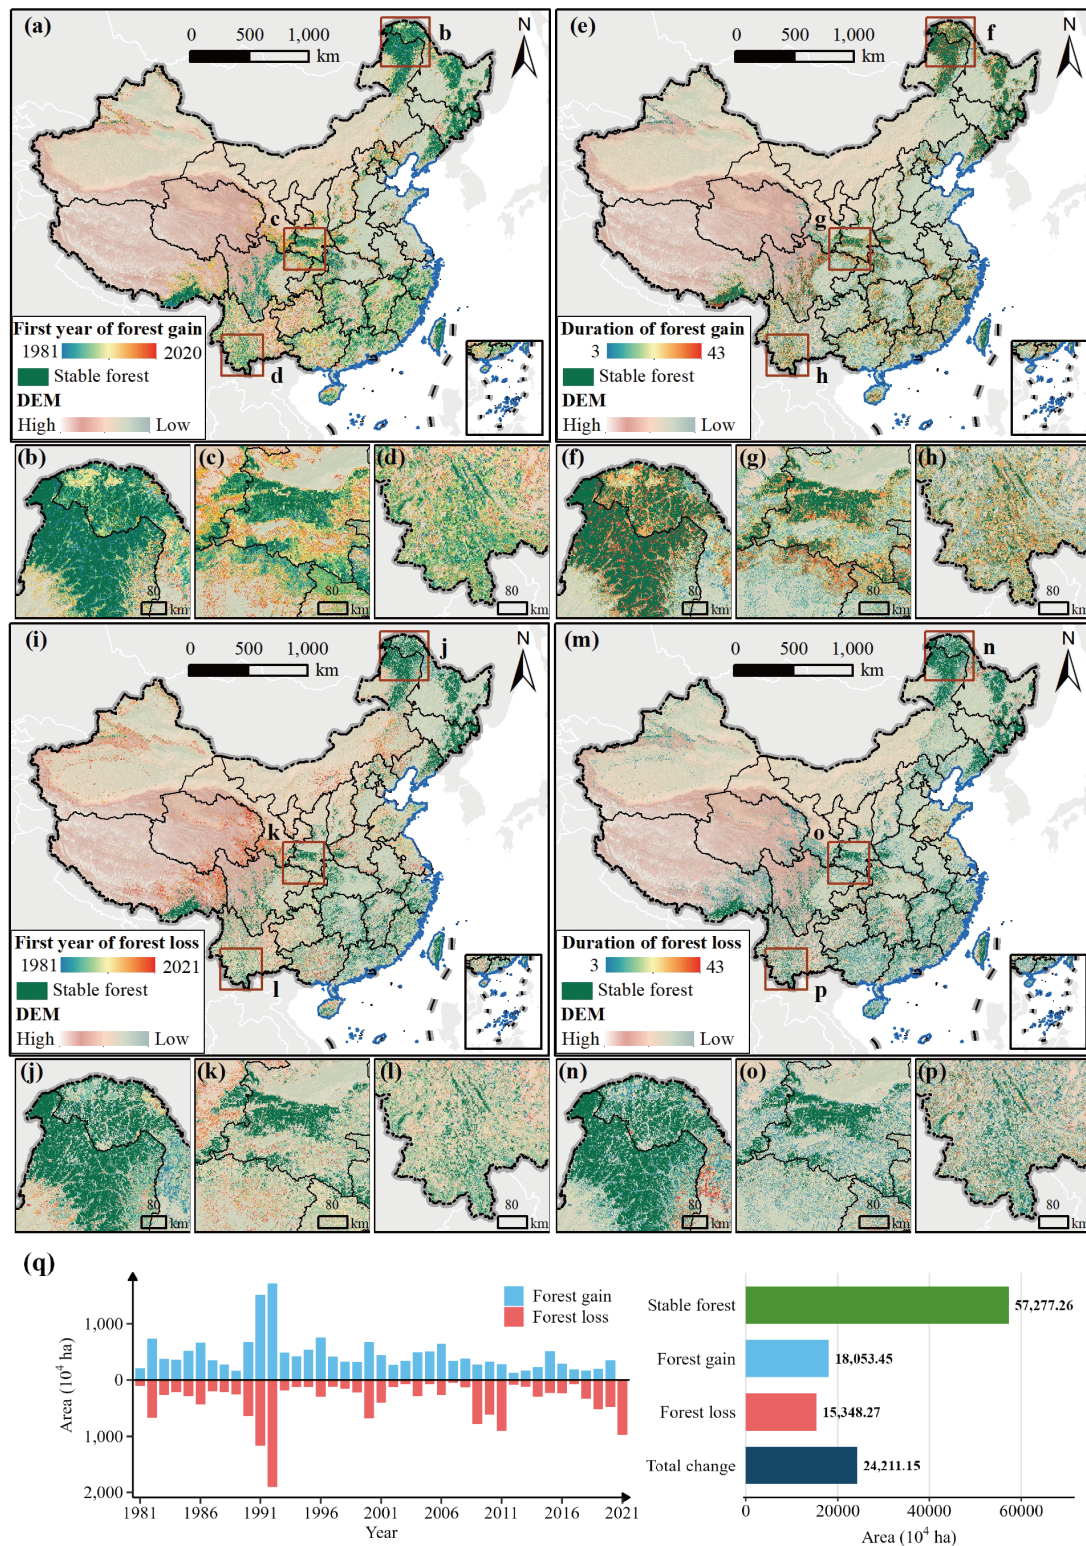 (a)
b
N
0 500 1,000
km
c
d
First year of forest gain
1981 2020
Stable forest
DEM
High Low
(e)
f
N
0 500 1,000
km
g
h
Duration of forest gain
3 43
Stable forest
DEM
High Low
(b)
80
km
(c)
80
km
(d)
80
km
(f)
80
km
(g)
80
km
(h)
80
km
(i)
j
N
0 500 1,000
km
k
l
First year of forest loss
1981 2021
Stable forest
DEM
High Low
(m)
n
N
0 500 1,000
km
o
p
Duration of forest loss
3 43
Stable forest
DEM
High Low
(j)
80
km
(k)
80
km
(l)
80
km
(n)
80
km
(o)
80
km
(p)
80
km
(q)
Forest gain
Forest loss
1,000
0
1,000
2,000
Area (10⁴ ha)
1981 1986 1991 1996 2001 2006 2011 2016 2021
Year
Stable forest 57,277.26
Forest gain 18,053.45
Forest loss 15,348.27
Total change 24,211.15
0 20000 40000 60000
Area (10⁴ ha)